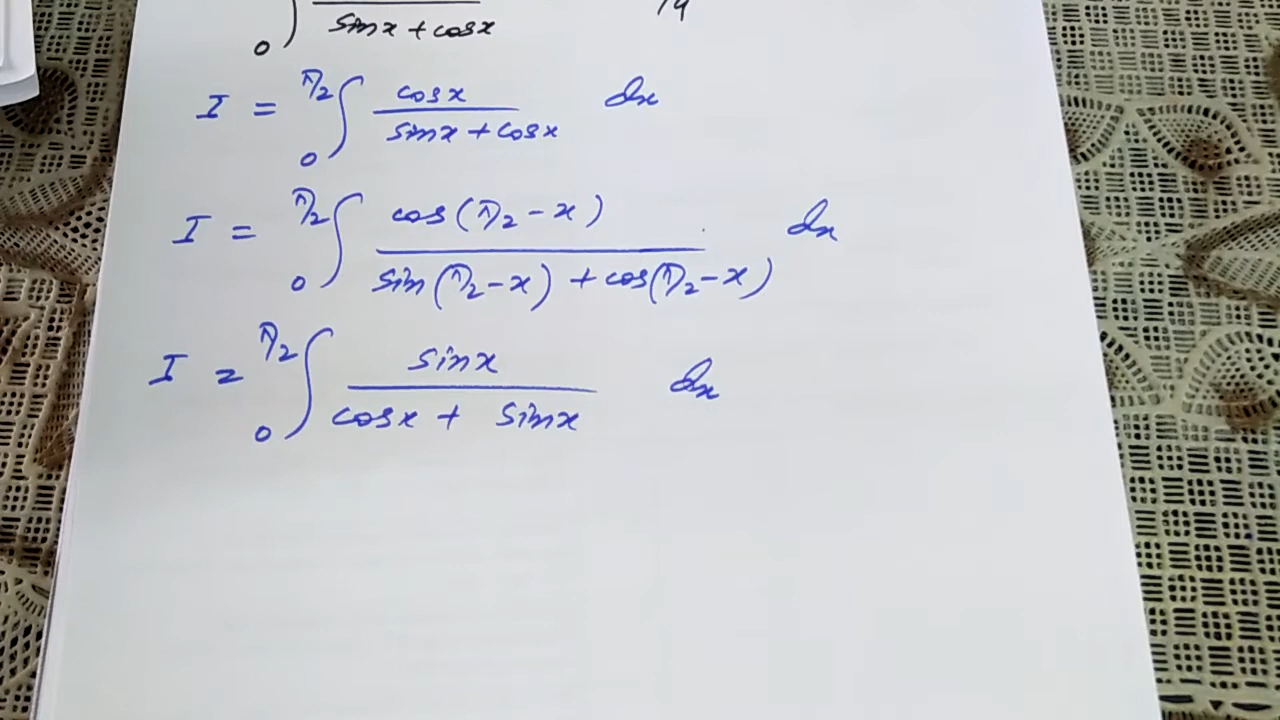 0 ∫ sinx + cosx
I = π/2 ∫ 0 cosx / sinx + cosx dx
I = π/2 ∫ 0 cos(π/2 - x) / sin(π/2 - x) + cos(π/2 - x) dx
I = π/2 ∫ 0 sinx / cosx + sinx dx